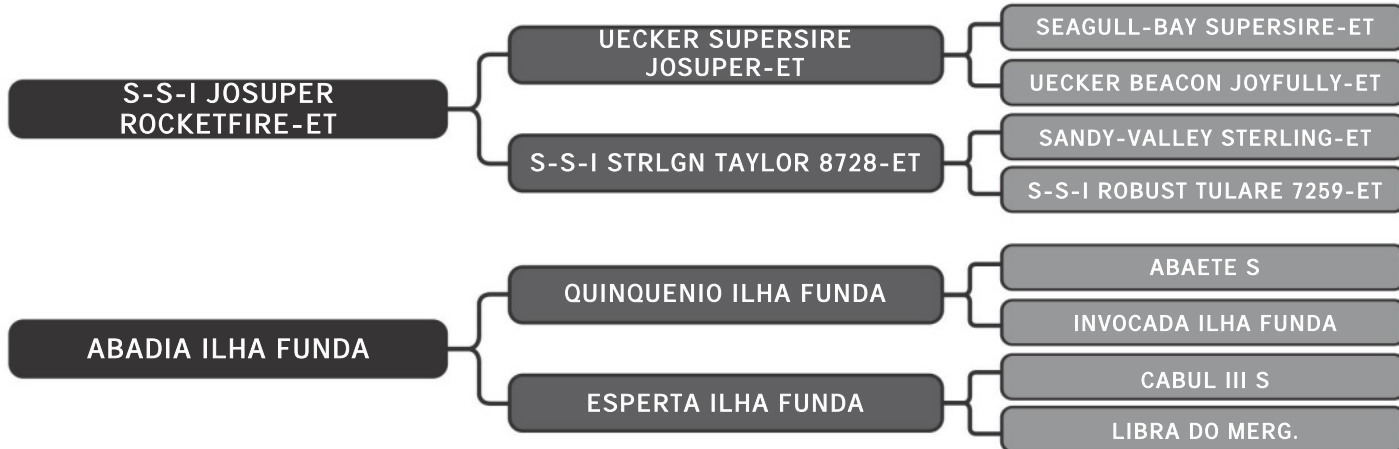 S-S-I JOSUPER
ROCKETFIRE-ET
UECKER SUPERSIRE
JOSUPER-ET
SEAGULL-BAY SUPERSIRE-ET
UECKER BEACON JOYFULLY-ET
S-S-I STRLGN TAYLOR 8728-ET
SANDY-VALLEY STERLING-ET
S-S-I ROBUST TULARE 7259-ET
ABADIA ILHA FUNDA
QUINQUENIO ILHA FUNDA
ABAETE S
INVOCADA ILHA FUNDA
ESPERTA ILHA FUNDA
CABUL III S
LIBRA DO MERG.